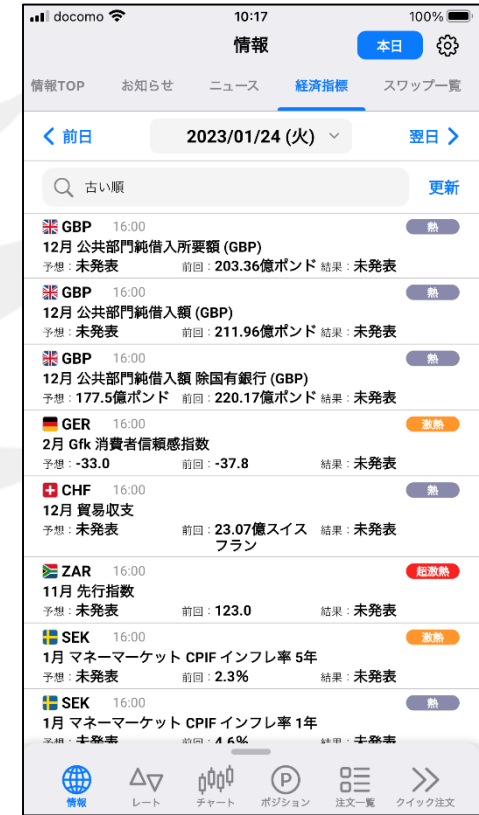 docomo 10:17 100%
情報 本日
情報TOP お知らせ ニュース 経済指標 スワップ一覧
前日 2023/01/24 (火) 翌日
古い順 更新
GBP 16:00 熱
12月 公共部門純借入所要額 (GBP)
予想：未発表 前回：203.36億ポンド 結果：未発表
GBP 16:00 熱
12月 公共部門純借入額 (GBP)
予想：未発表 前回：211.96億ポンド 結果：未発表
GBP 16:00 熱
12月 公共部門純借入額 除国有銀行 (GBP)
予想：177.5億ポンド 前回：220.17億ポンド 結果：未発表
GER 16:00 激熱
2月 Gfk 消費者信頼感指数
予想：-33.0 前回：-37.8 結果：未発表
CHF 16:00 熱
12月 貿易収支
予想：未発表 前回：23.07億スイス 結果：未発表
フラン
ZAR 16:00 超激熱
11月 先行指数
予想：未発表 前回：123.0 結果：未発表
SEK 16:00 激熱
1月 マネーマーケット CPIF インフレ率 5年
予想：未発表 前回：2.3% 結果：未発表
SEK 16:00 熱
1月 マネーマーケット CPIF インフレ率 1年
予想：未発表 前回：4.6% 結果：未発表
P
情報 レート チャート ポジション 注文一覧 クイック注文